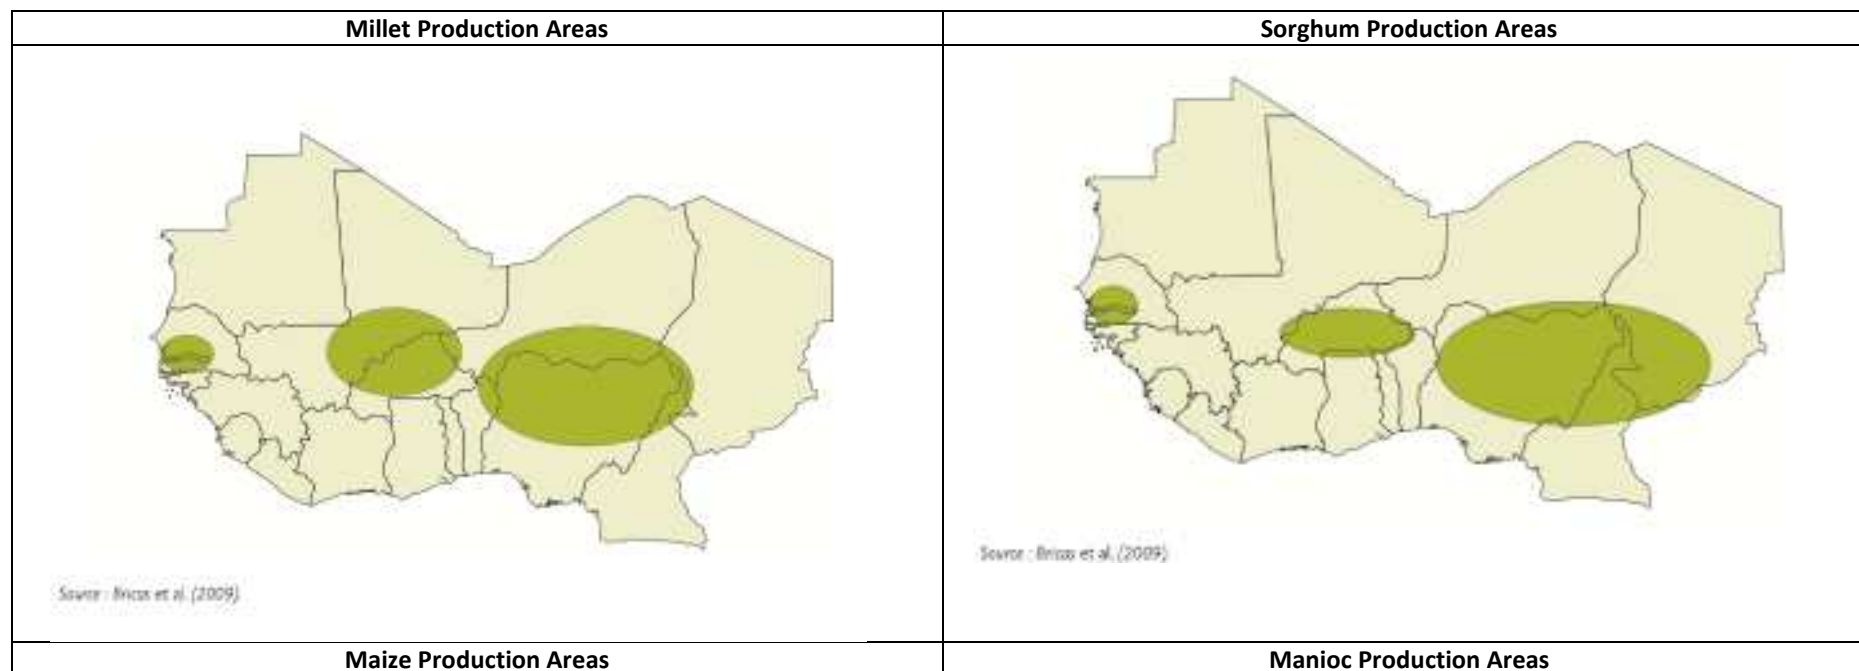 Millet Production Areas
Sorghum Production Areas
Source : Bricas et al. (2009)
Source : Bricas et al. (2009)
Maize Production Areas
Manioc Production Areas